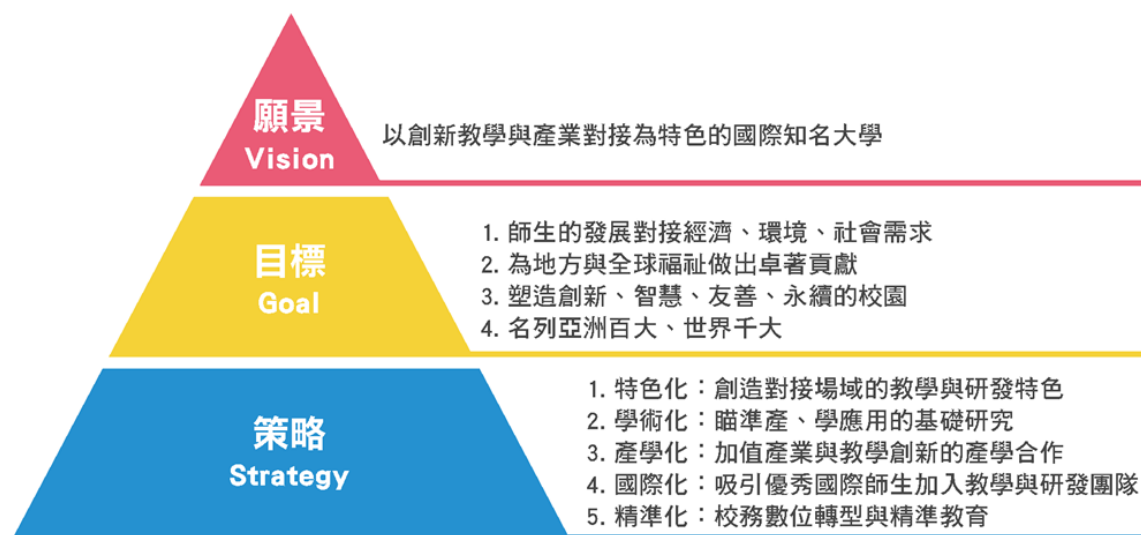 願景
Vision
以創新教學與產業對接為特色的國際知名大學
目標
Goal
1. 師生的發展對接經濟、環境、社會需求
2. 為地方與全球福祉做出卓著貢獻
3. 塑造創新、智慧、友善、永續的校園
4. 名列亞洲百大、世界千大
策略
Strategy
1. 特色化：創造對接場域的教學與研發特色
2. 學術化：瞄準產、學應用的基礎研究
3. 產學化：加值產業與教學創新的產學合作
4. 國際化：吸引優秀國際師生加入教學與研發團隊
5. 精準化：校務數位轉型與精準教育